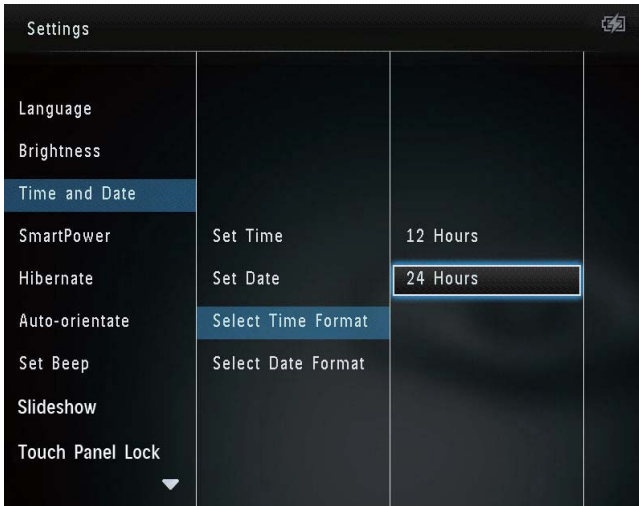 Settings
Language
Brightness
Time and Date
SmartPower
Hibernate
Auto-orientate
Set Beep
Slideshow
Touch Panel Lock
Set Time
Set Date
Select Time Format
Select Date Format
12 Hours
24 Hours